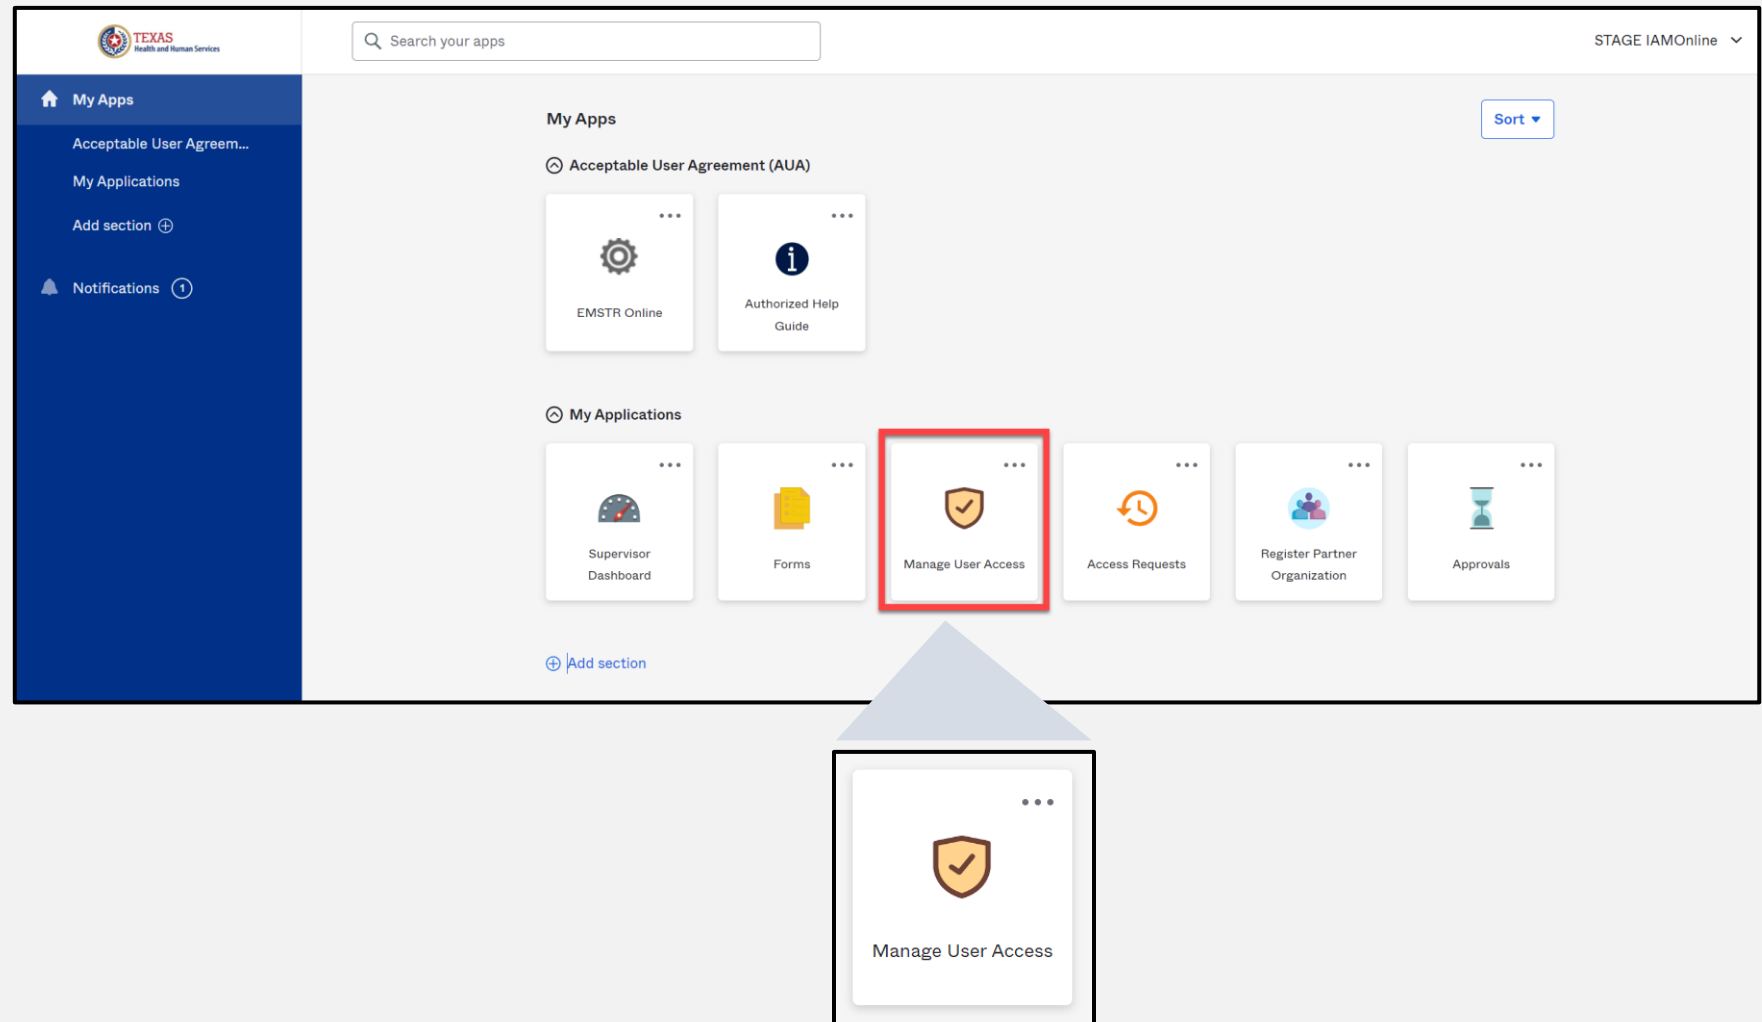 TEXAS
Health and Human Services
Search your apps
STAGE IAMOnline
My Apps
Acceptable User Agreem...
My Applications
Add section
Notifications 1
My Apps
Sort
Acceptable User Agreement (AUA)
EMSTR Online
Authorized Help
Guide
My Applications
Supervisor
Dashboard
Forms
Manage User Access
Access Requests
Register Partner
Organization
Approvals
Add section
Manage User Access